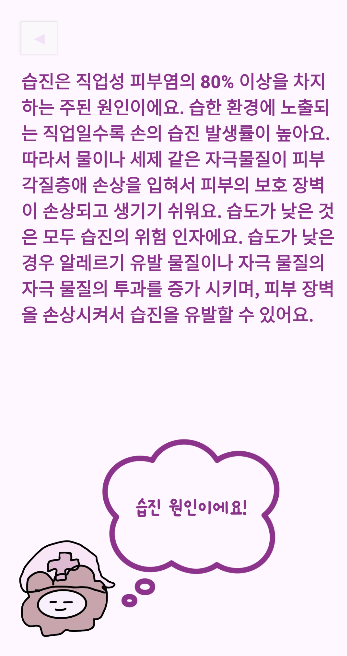 습진은 직업성 피부염의 80% 이상을 차지
하는 주된 원인이에요. 습한 환경에 노출되
는 직업일수록 손의 습진 발생률이 높아요.
따라서 물이나 세제 같은 자극물질이 피부
각질층애 손상을 입혀서 피부의 보호 장벽
이 손상되고 생기기 쉬워요. 습도가 낮은 것
은 모두 습진의 위험 인자에요. 습도가 낮은
경우 알레르기 유발 물질이나 자극 물질의
자극 물질의 투과를 증가 시키며, 피부 장벽
을 손상시켜서 습진을 유발할 수 있어요.
습진 원인이에요!